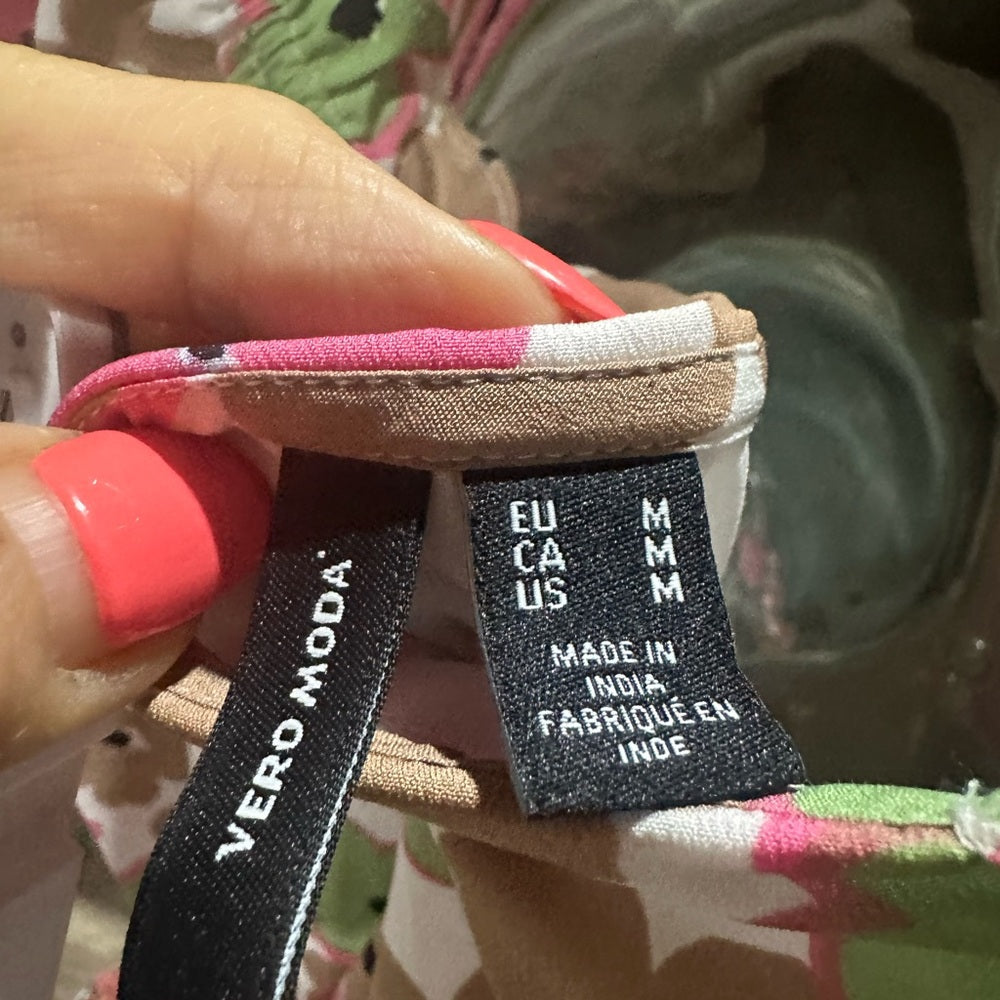 VERO MODA
EU M
CA M
US M
MADE IN
INDIA
FABRIQUÉ EN
INDE